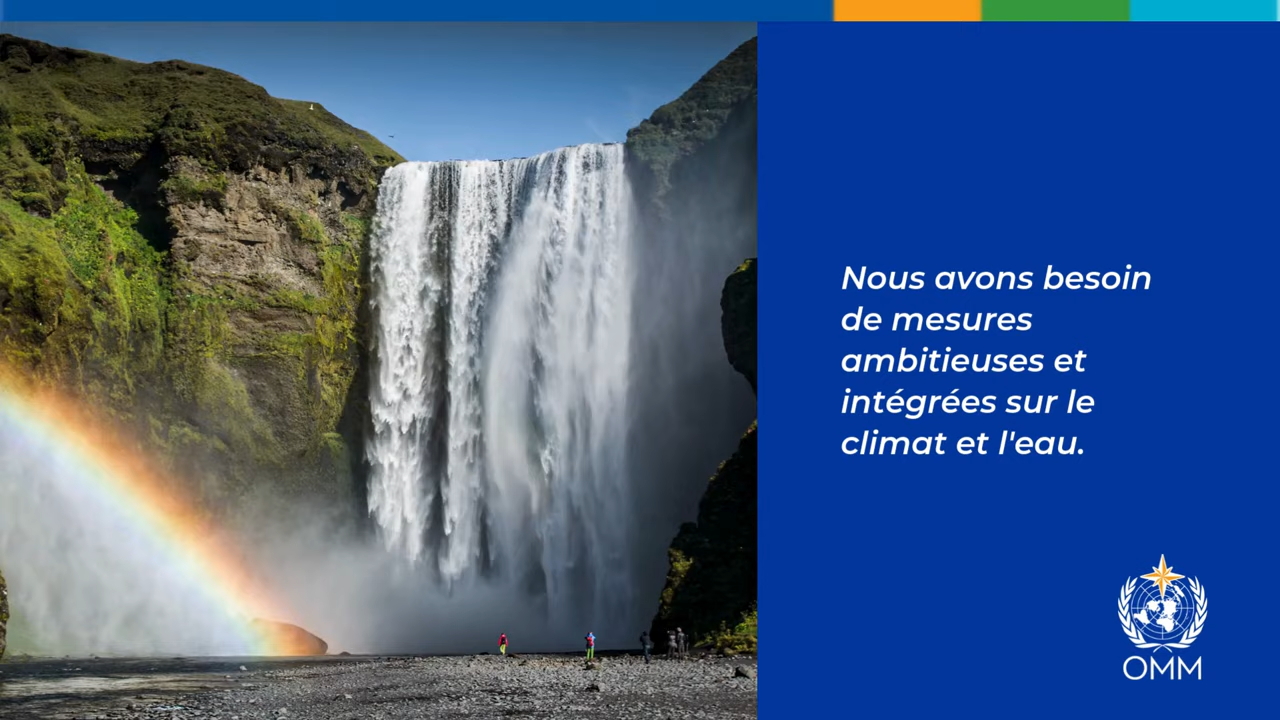 Nous avons besoin
de mesures
ambitieuses et
intégrées sur le
climat et l'eau.
OMM